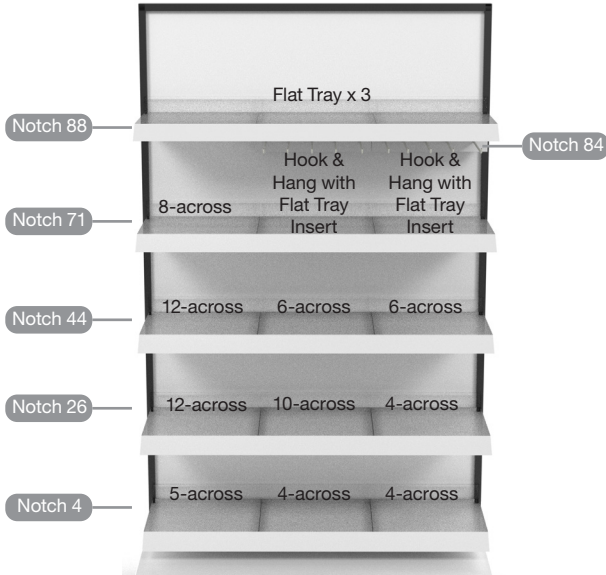 Flat Tray x 3
Notch 88
Notch 84
Hook &
Hang with
Flat Tray
Insert
Hook &
Hang with
Flat Tray
Insert
8-across
Notch 71
12-across 6-across 6-across
Notch 44
12-across 10-across 4-across
Notch 26
5-across 4-across 4-across
Notch 4